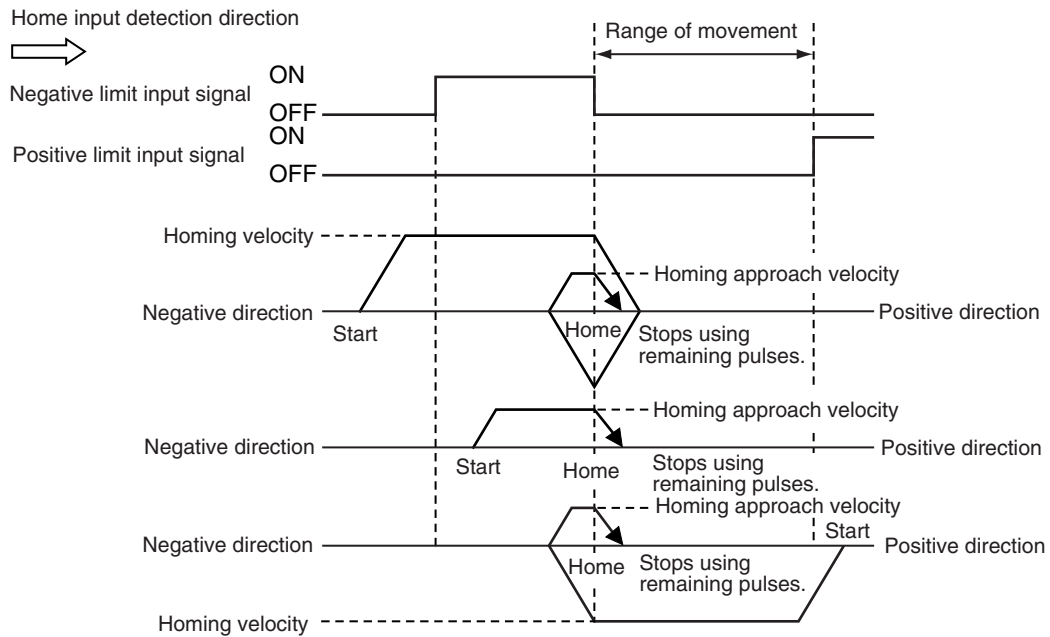 Home input detection direction
Range of movement
ON
Negative limit input signal
OFF
ON
Positive limit input signal
OFF
Homing velocity
Homing approach velocity
Negative direction
Positive direction
Start
Home
Stops using
remaining pulses.
Homing approach velocity
Negative direction
Positive direction
Start
Home
Stops using
remaining pulses.
Homing approach velocity
Start
Negative direction
Positive direction
Home
Stops using
remaining pulses.
Homing velocity